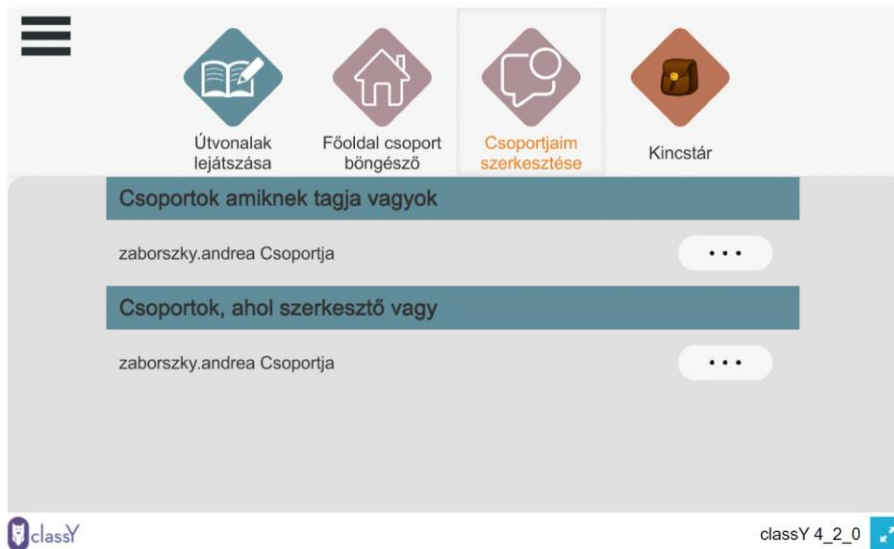 Útvonalak
lejátszása
Főoldal csoport
böngésző
Csoportjaim
szerkesztése
Kincstár
Csoportok amiknek tagja vagyok
zaborszky.andrea Csoportja
Csoportok, ahol szerkesztő vagy
zaborszky.andrea Csoportja
classY
classY 4_2_0